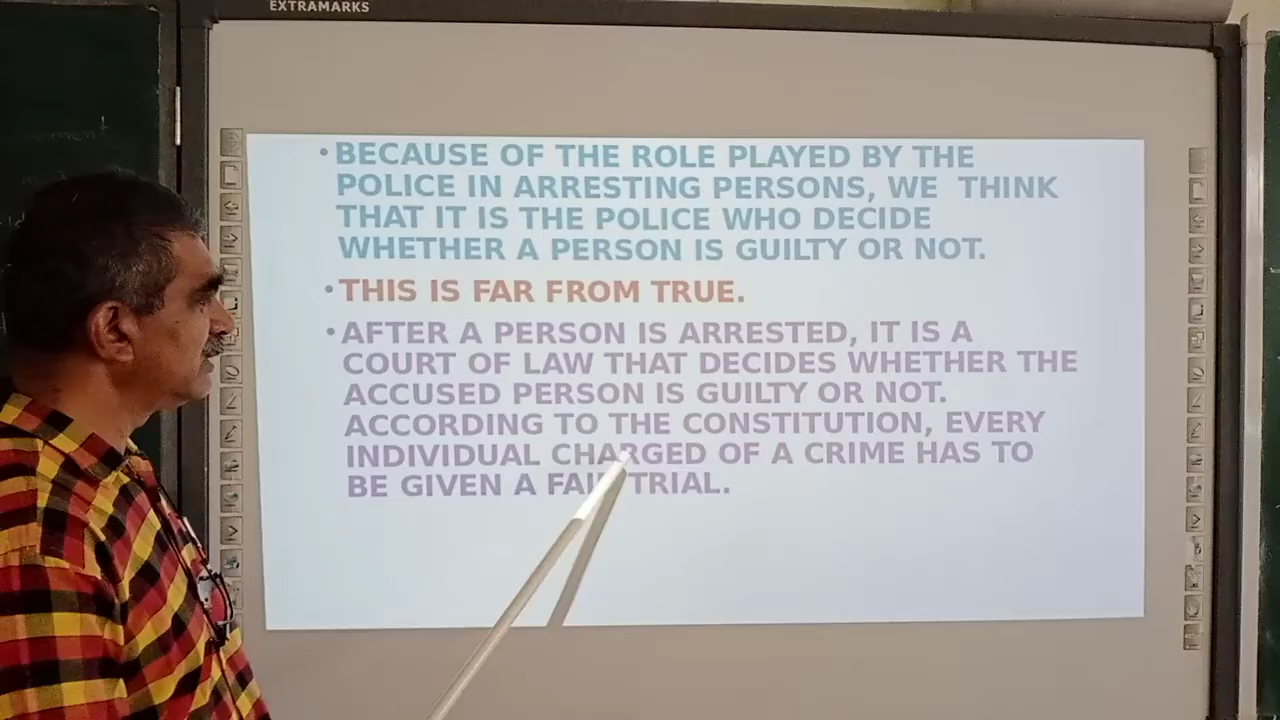 EXTRAMARKS
• BECAUSE OF THE ROLE PLAYED BY THE
POLICE IN ARRESTING PERSONS, WE THINK
THAT IT IS THE POLICE WHO DECIDE
WHETHER A PERSON IS GUILTY OR NOT.
• THIS IS FAR FROM TRUE.
• AFTER A PERSON IS ARRESTED, IT IS A
COURT OF LAW THAT DECIDES WHETHER THE
ACCUSED PERSON IS GUILTY OR NOT.
ACCORDING TO THE CONSTITUTION, EVERY
INDIVIDUAL CHARGED OF A CRIME HAS TO
BE GIVEN A FAIR TRIAL.